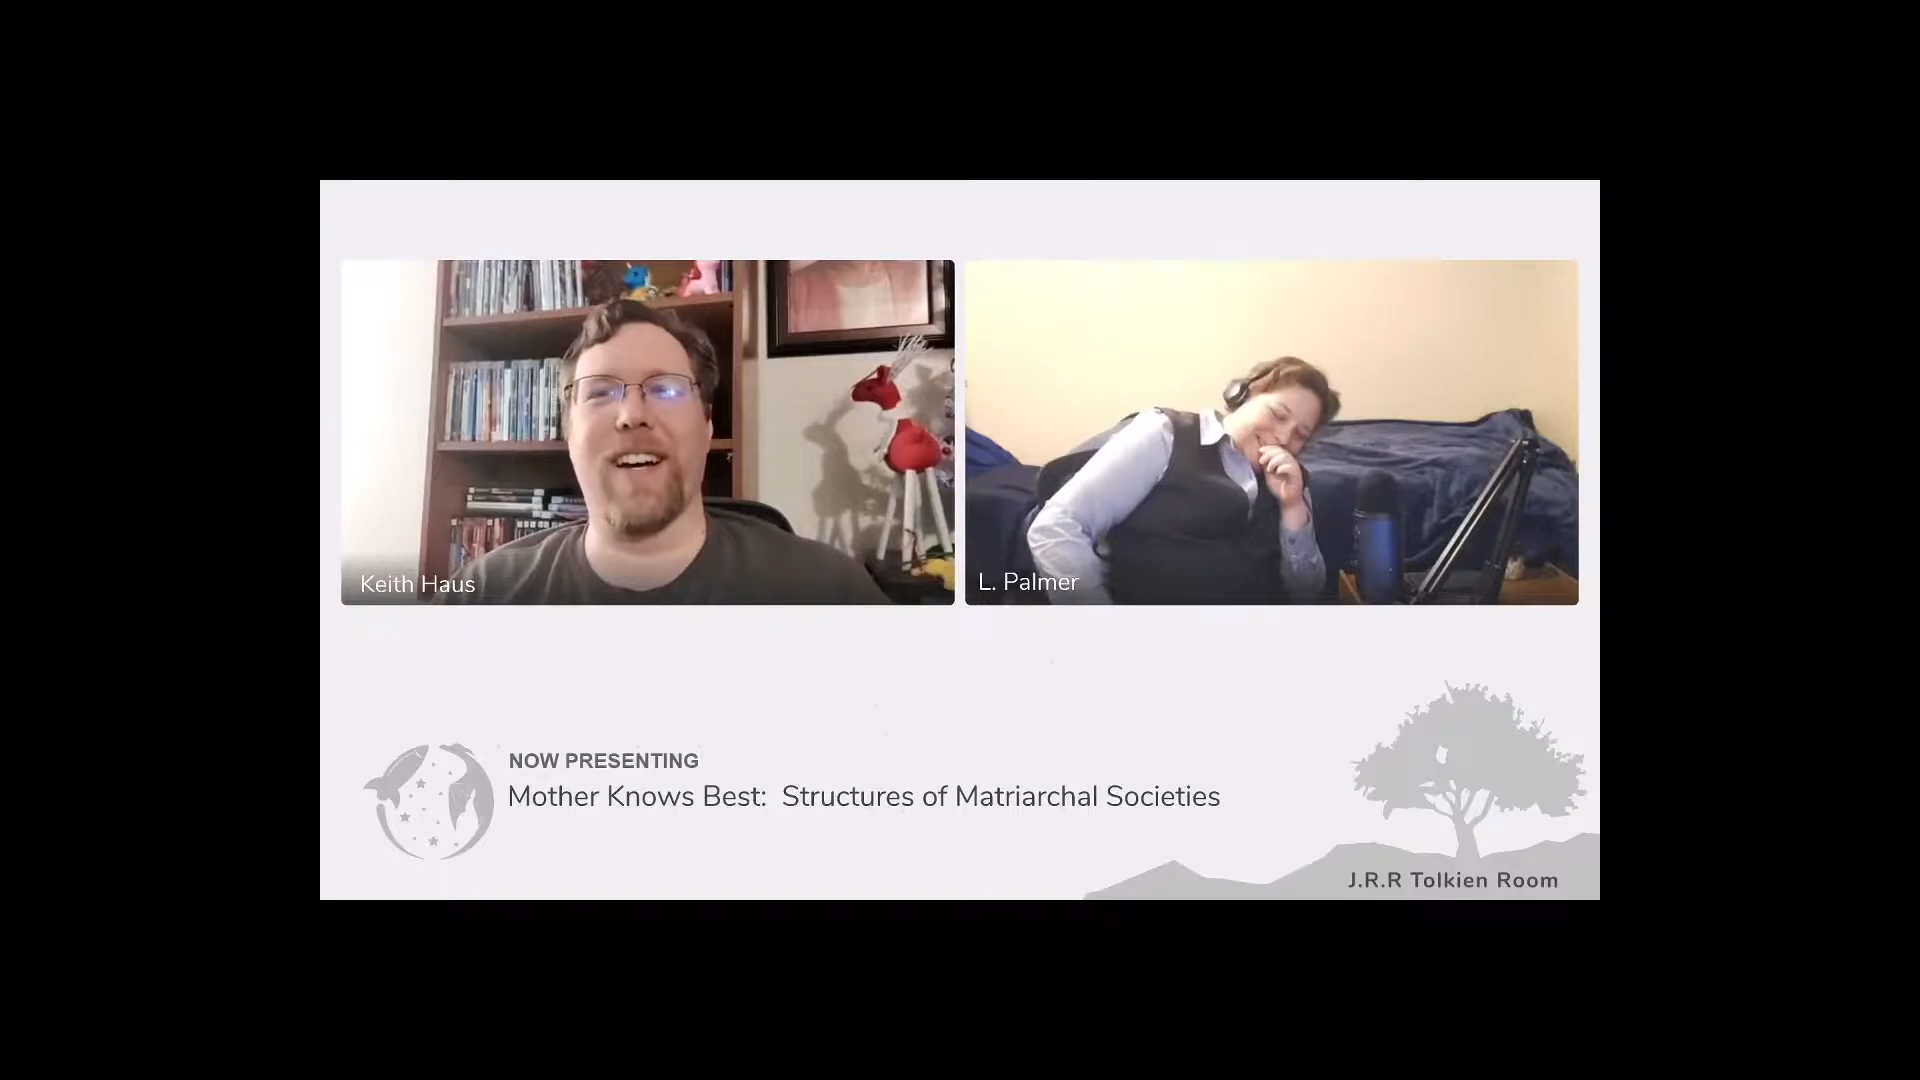 Keith Haus
L. Palmer
NOW PRESENTING
Mother Knows Best:  Structures of Matriarchal Societies
J.R.R Tolkien Room